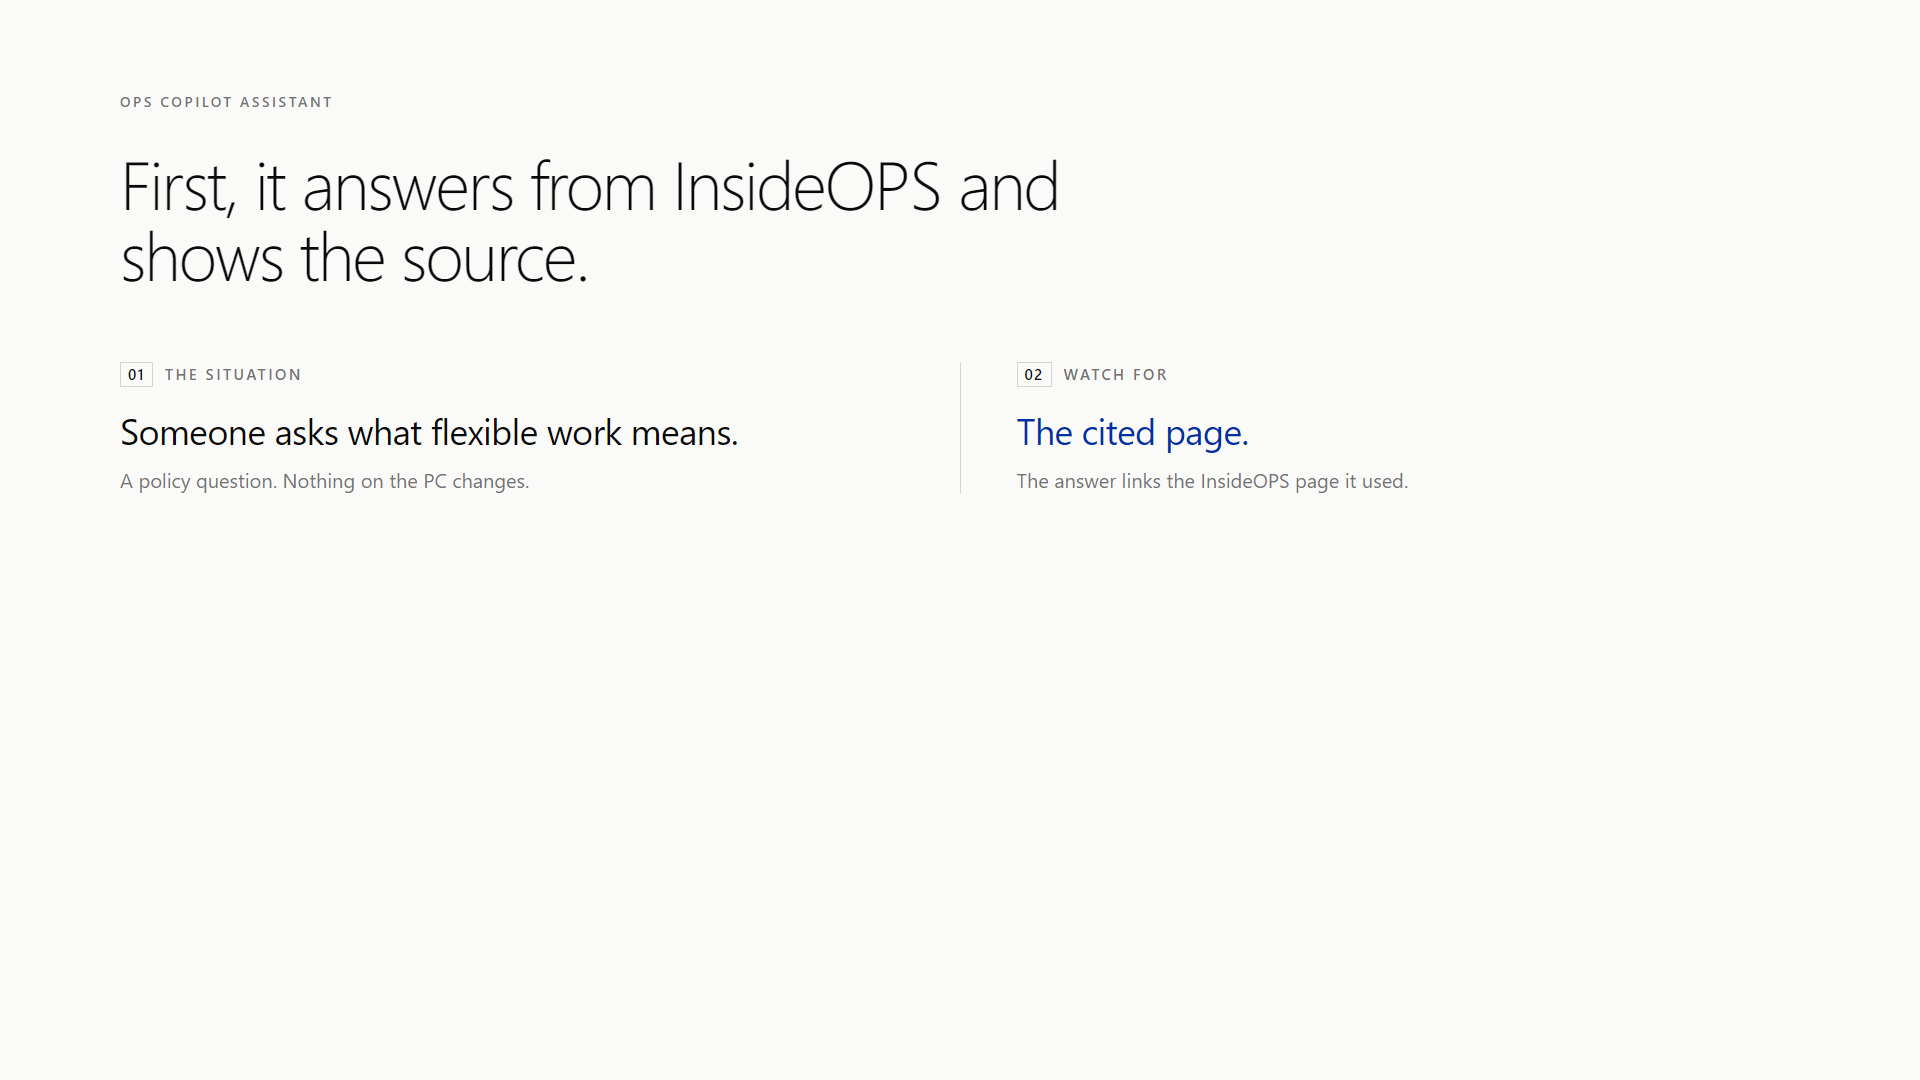 OPS COPILOT ASSISTANT
First, it answers from InsideOPS and
shows the source.
01 THE SITUATION
Someone asks what flexible work means.
A policy question. Nothing on the PC changes.
02 WATCH FOR
The cited page.
The answer links the InsideOPS page it used.